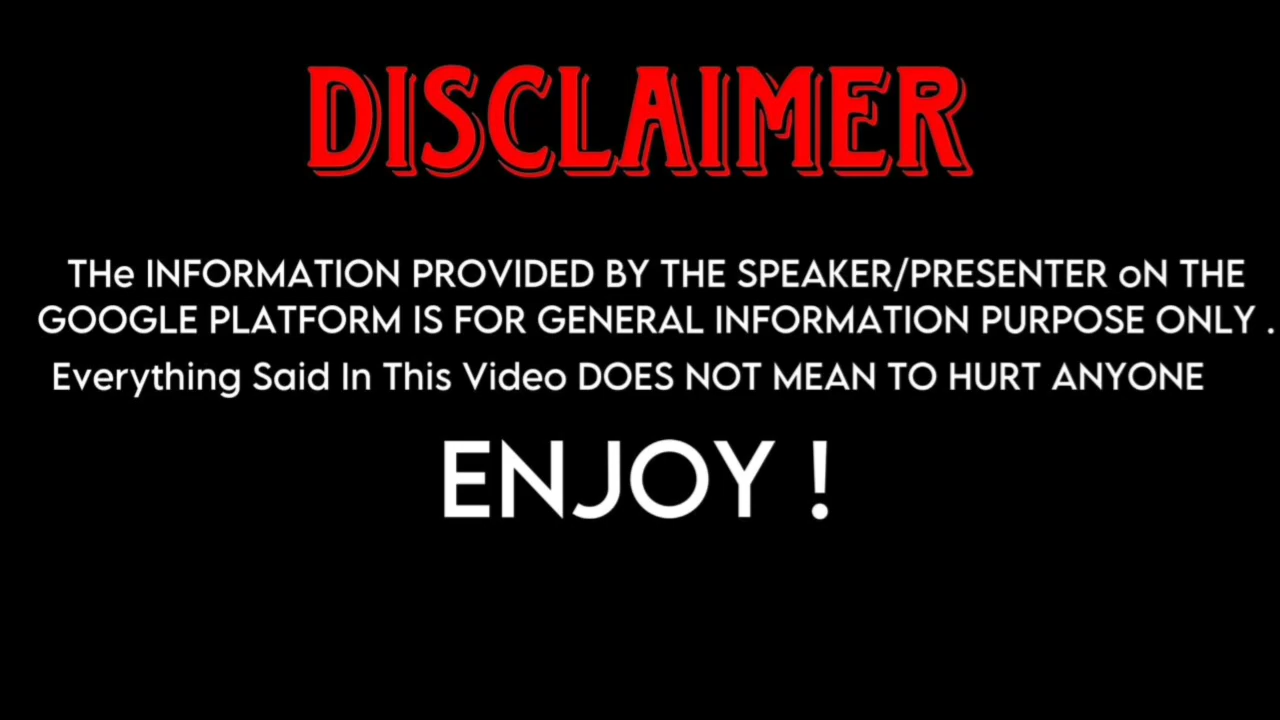 DISCLAIMER
THe INFORMATION PROVIDED BY THE SPEAKER/PRESENTER oN THE
GOOGLE PLATFORM IS FOR GENERAL INFORMATION PURPOSE ONLY .
Everything Said In This Video DOES NOT MEAN TO HURT ANYONE
ENJOY !